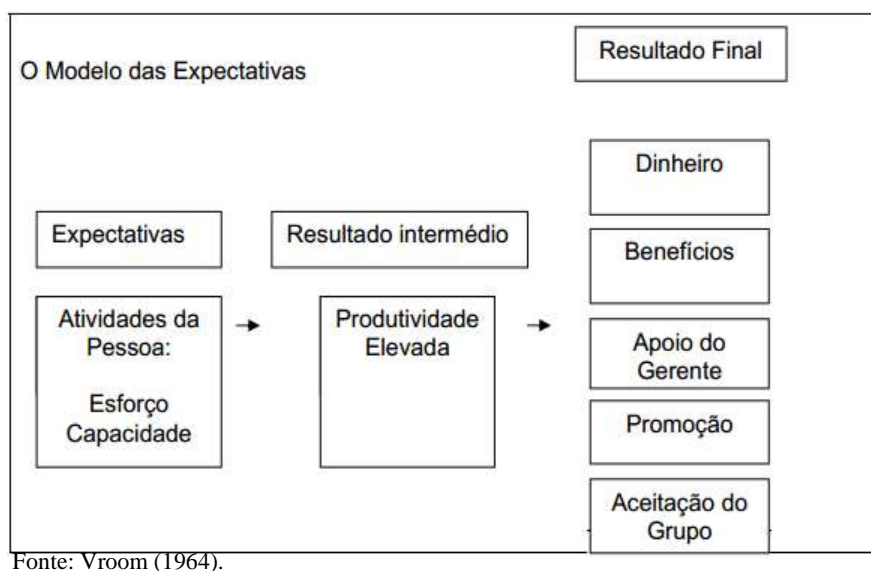 O Modelo das Expectativas
Resultado Final
Expectativas
Resultado intermédio
Atividades da
Pessoa:
Esforço
Capacidade
Produtividade
Elevada
Dinheiro
Benefícios
Apoio do
Gerente
Promoção
Aceitação do
Grupo
Fonte: Vroom (1964).